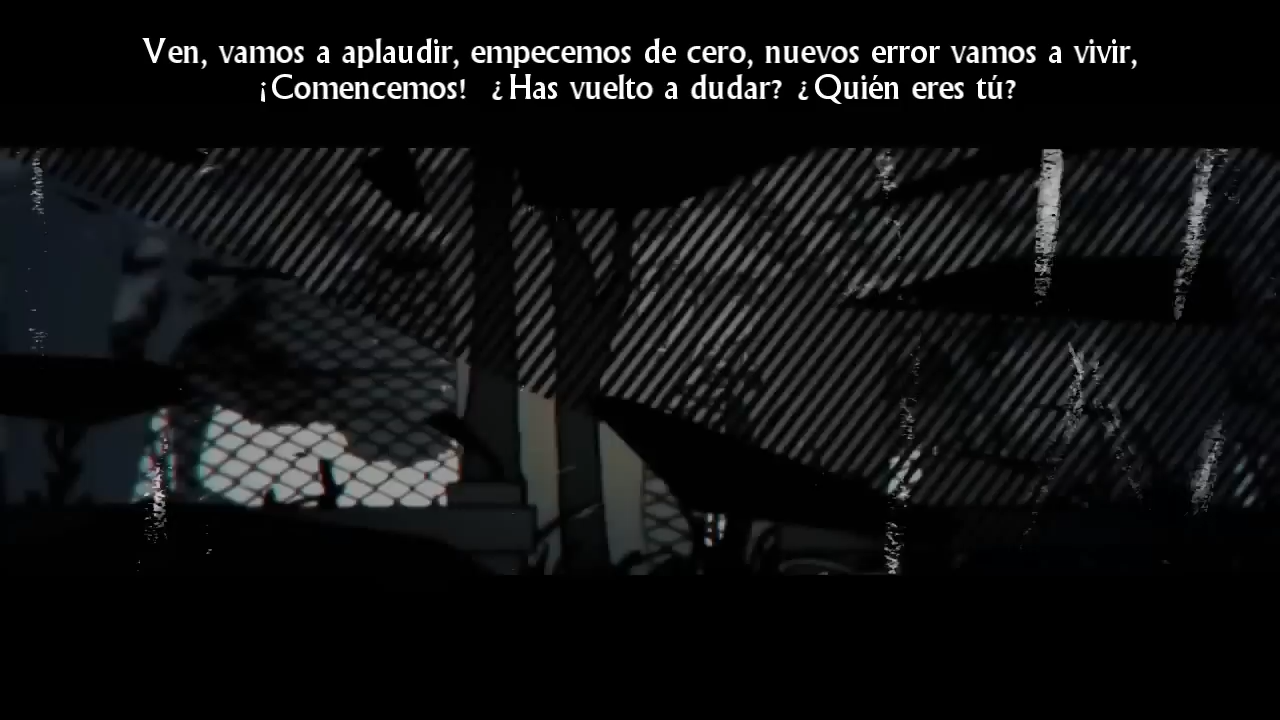 Ven, vamos a aplaudir, empecemos de cero, nuevos error vamos a vivir,
¡Comencemos! ¿Has vuelto a dudar? ¿Quién eres tú?